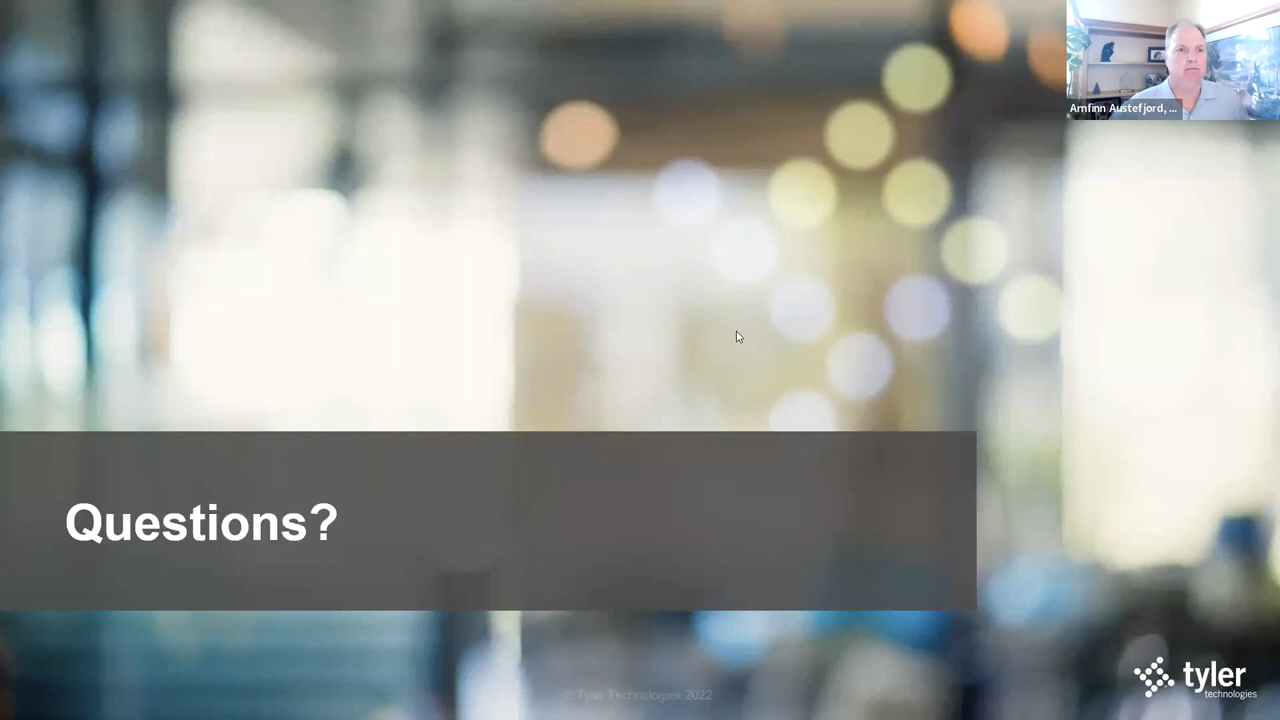 Arnfinn Austefjord, ...
Questions?
© Tyler Technologies 2022
tyler
technologies